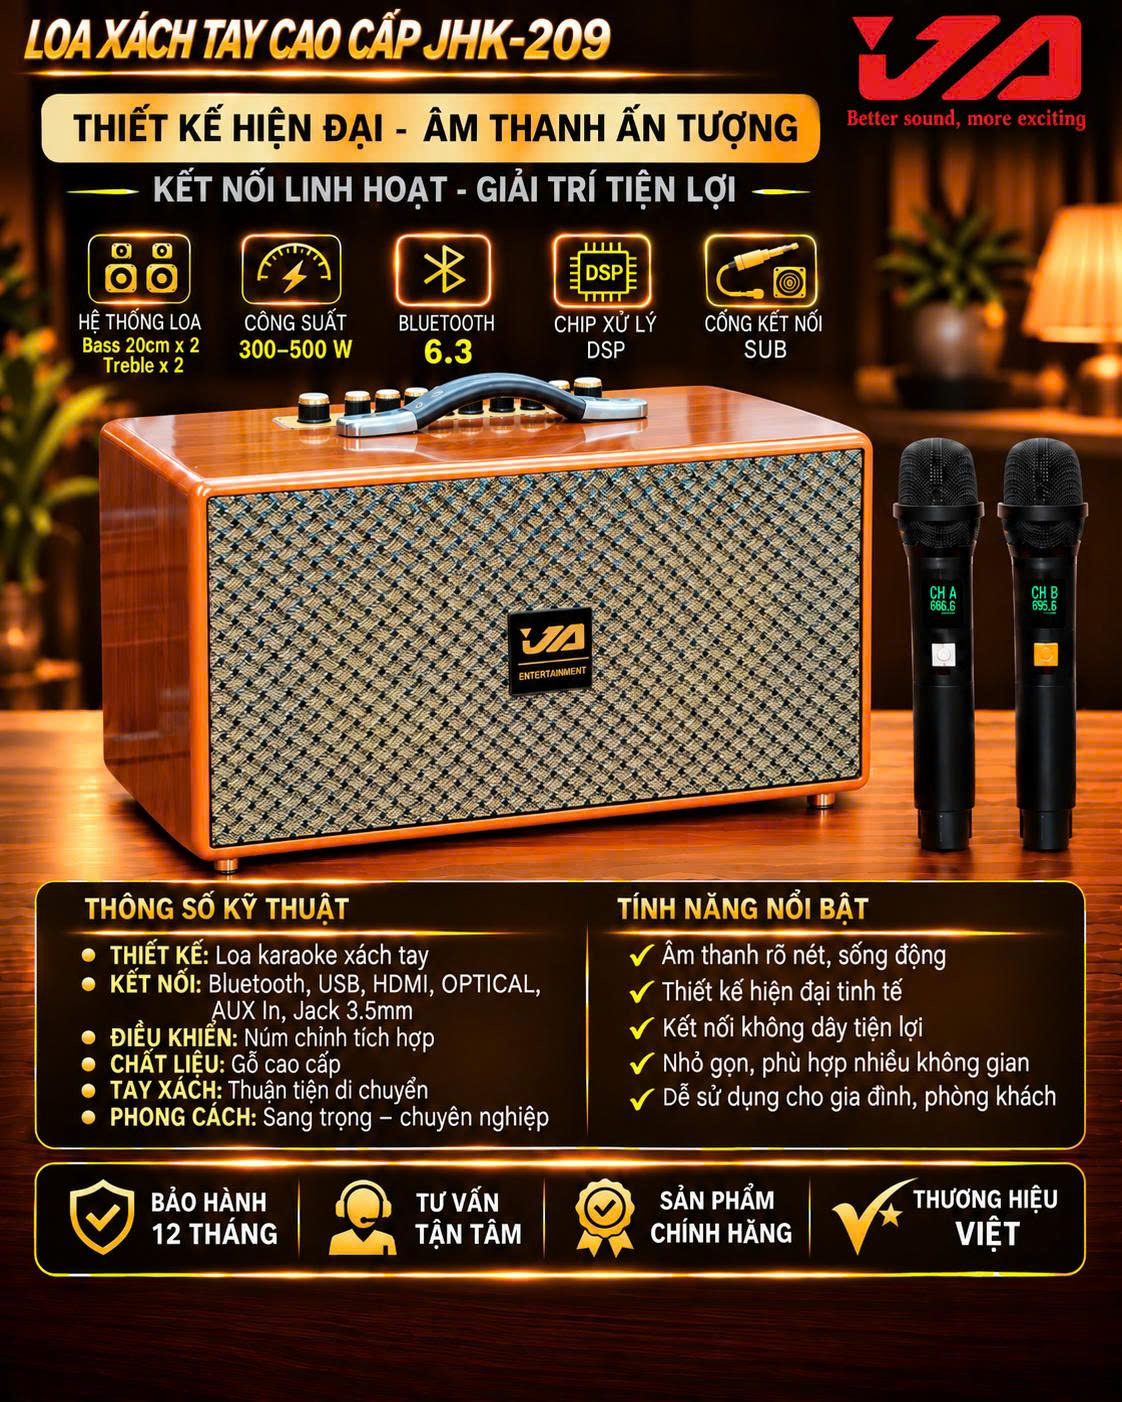 LOA XÁCH TAY CAO CẤP JHK-209
JA
Better sound, more exciting
THIẾT KẾ HIỆN ĐẠI - ÂM THANH ẤN TƯỢNG
KẾT NỐI LINH HOẠT - GIẢI TRÍ TIỆN LỢI
HỆ THỐNG LOA
Bass 20cm x 2
Treble x 2
CÔNG SUẤT
300–500 W
BLUETOOTH
6.3
DSP
CHIP XỬ LÝ
DSP
CỔNG KẾT NỐI
SUB
JA
ENTERTAINMENT
CH A
666.6
CH B
695.6
THÔNG SỐ KỸ THUẬT
THIẾT KẾ: Loa karaoke xách tay
KẾT NỐI: Bluetooth, USB, HDMI, OPTICAL,
AUX In, Jack 3.5mm
ĐIỀU KHIỂN: Núm chỉnh tích hợp
CHẤT LIỆU: Gỗ cao cấp
TAY XÁCH: Thuận tiện di chuyển
PHONG CÁCH: Sang trọng – chuyên nghiệp
TÍNH NĂNG NỔI BẬT
Âm thanh rõ nét, sống động
Thiết kế hiện đại tinh tế
Kết nối không dây tiện lợi
Nhỏ gọn, phù hợp nhiều không gian
Dễ sử dụng cho gia đình, phòng khách
BẢO HÀNH
12 THÁNG
TƯ VẤN
TẬN TÂM
SẢN PHẨM
CHÍNH HÃNG
THƯƠNG HIỆU
VIỆT